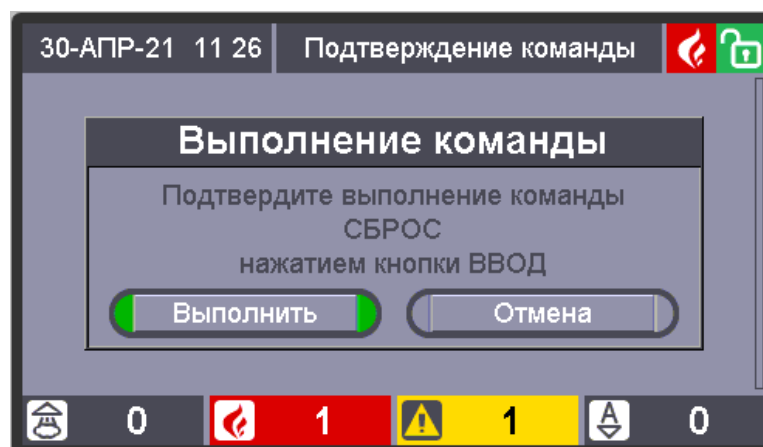 30-АПР-21 11 26 Подтверждение команды
Выполнение команды
Подтвердите выполнение команды
СБРОС
нажатием кнопки ВВОД
Выполнить Отмена
0 1 1 A 0